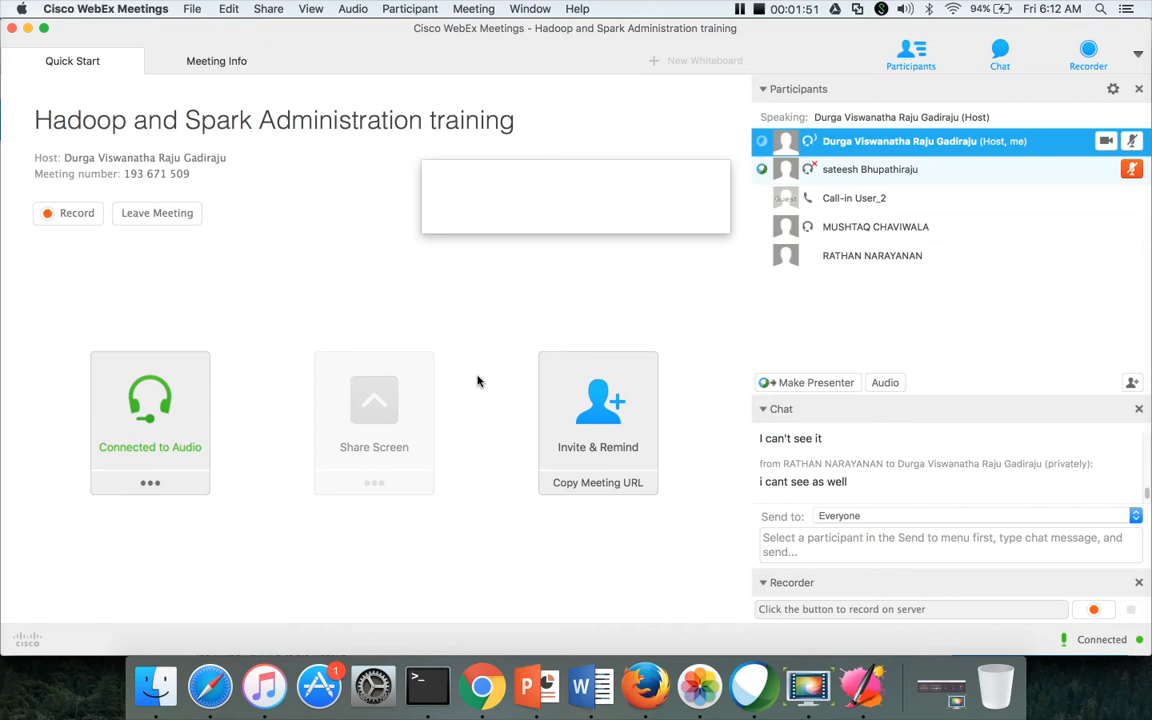 Cisco WebEx Meetings File Edit Share View Audio Participant Meeting Window Help 00:01:51 94% Fri 6:12 AM
Cisco WebEx Meetings - Hadoop and Spark Administration training
Quick Start Meeting Info + New Whiteboard
Participants Chat Recorder
Hadoop and Spark Administration training
Host: Durga Viswanatha Raju Gadiraju
Meeting number: 193 671 509
Record Leave Meeting
Connected to Audio
Share Screen
Invite & Remind
Copy Meeting URL
Participants
Speaking: Durga Viswanatha Raju Gadiraju (Host)
Durga Viswanatha Raju Gadiraju (Host, me)
sateesh Bhupathiraju
Guest Call-in User_2
MUSHTAQ CHAVIWALA
RATHAN NARAYANAN
Make Presenter Audio
Chat
I can't see it
from RATHAN NARAYANAN to Durga Viswanatha Raju Gadiraju (privately):
i cant see as well
Send to: Everyone
Select a participant in the Send to menu first, type chat message, and
send...
Recorder
Click the button to record on server
cisco Connected
1